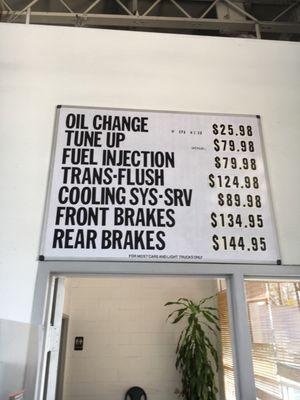 OIL CHANGE $25.98
TUNE UP $79.98
FUEL INJECTION $79.98
TRANS-FLUSH $124.98
COOLING SYS-SRV $89.98
FRONT BRAKES $134.95
REAR BRAKES $144.95
FOR MOST CARS AND LIGHT TRUCKS ONLY